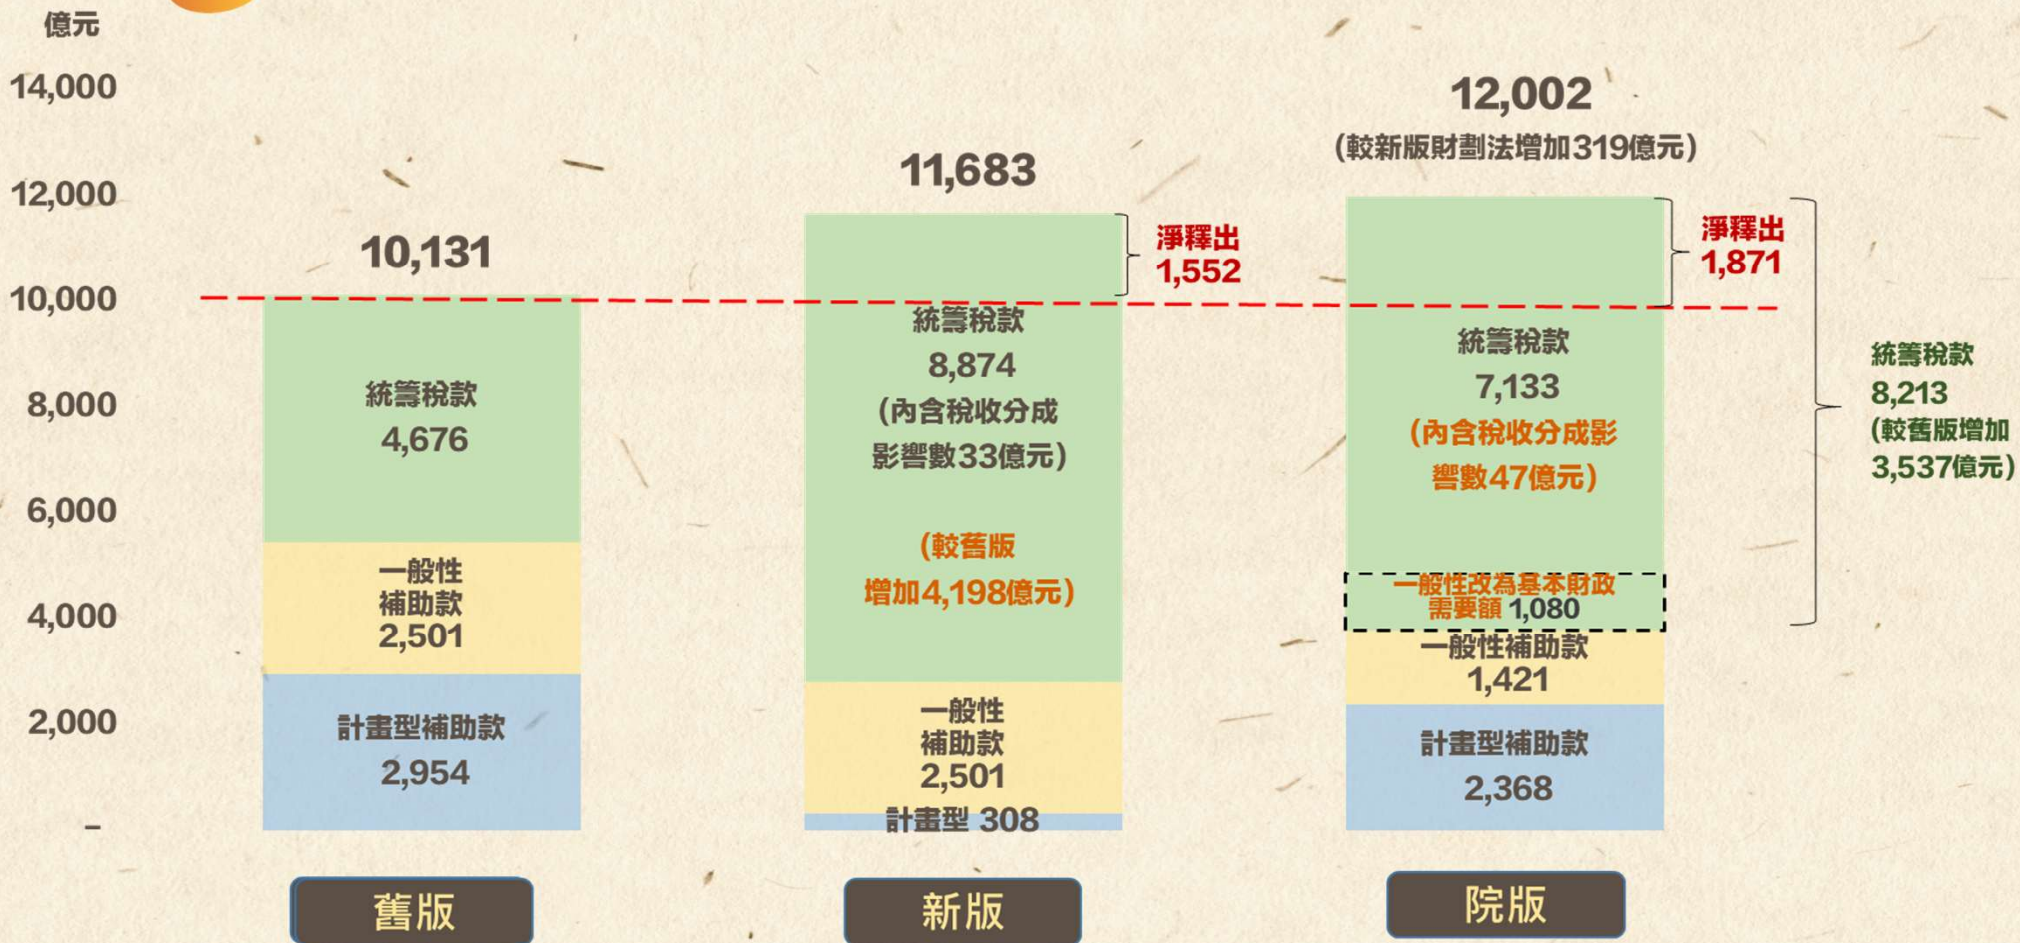 億元
14,000
12,000
10,000
8,000
6,000
4,000
2,000
–
10,131
統籌稅款
4,676
一般性
補助款
2,501
計畫型補助款
2,954
舊版
11,683
淨釋出
1,552
統籌稅款
8,874
(內含稅收分成
影響數33億元)
(較舊版
增加4,198億元)
一般性
補助款
2,501
計畫型 308
新版
12,002
(較新版財劃法增加319億元)
淨釋出
1,871
統籌稅款
7,133
(內含稅收分成影
響數47億元)
一般性改為基本財政
需要額 1,080
一般性補助款
1,421
計畫型補助款
2,368
院版
統籌稅款
8,213
(較舊版增加
3,537億元)